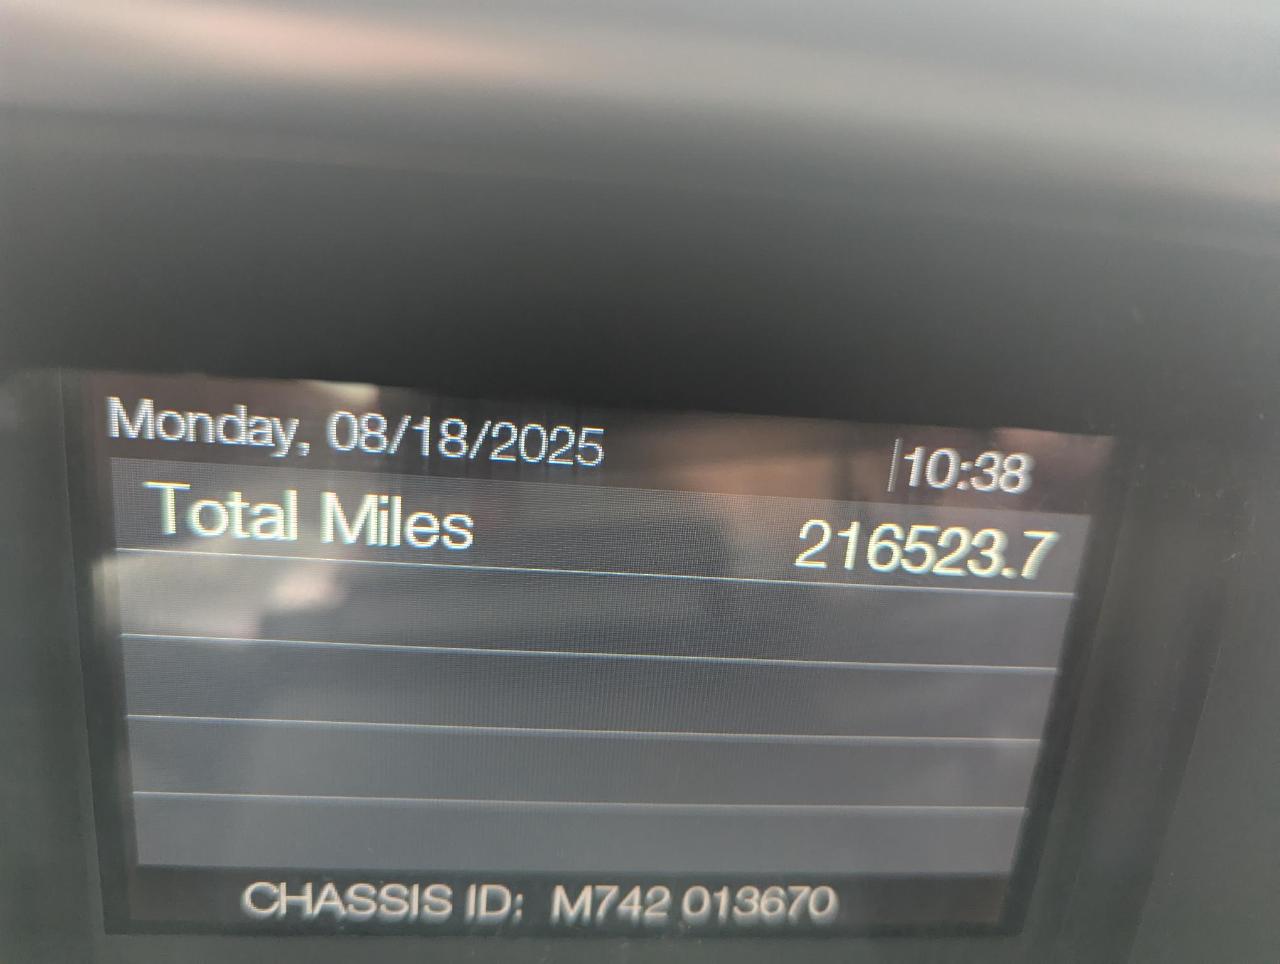 Monday, 08/18/2025 10:38
Total Miles 216523.7
CHASSIS ID: M742 013670